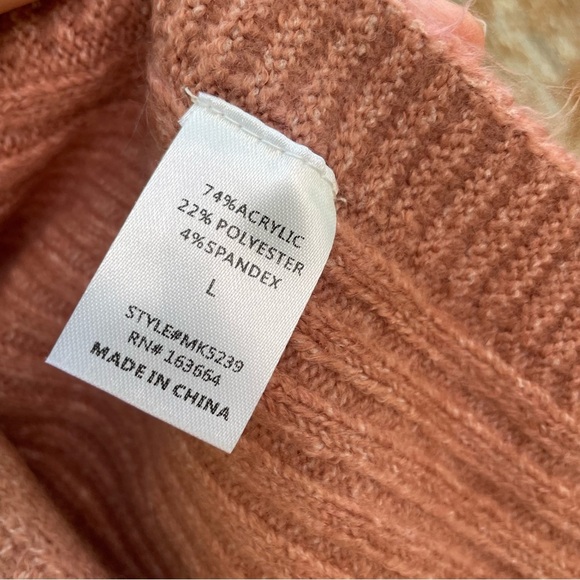 74%ACRYLIC
22% POLYESTER
4%SPANDEX
L
STYLE#MK5239
RN# 163664
MADE IN CHINA